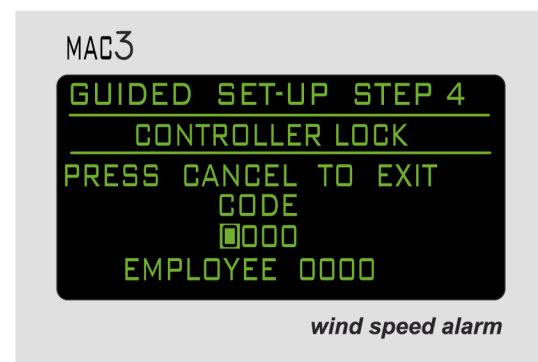 MAC3
GUIDED SET-UP STEP 4
CONTROLLER LOCK
PRESS CANCEL TO EXIT
CODE
0000
EMPLOYEE 0000
wind speed alarm